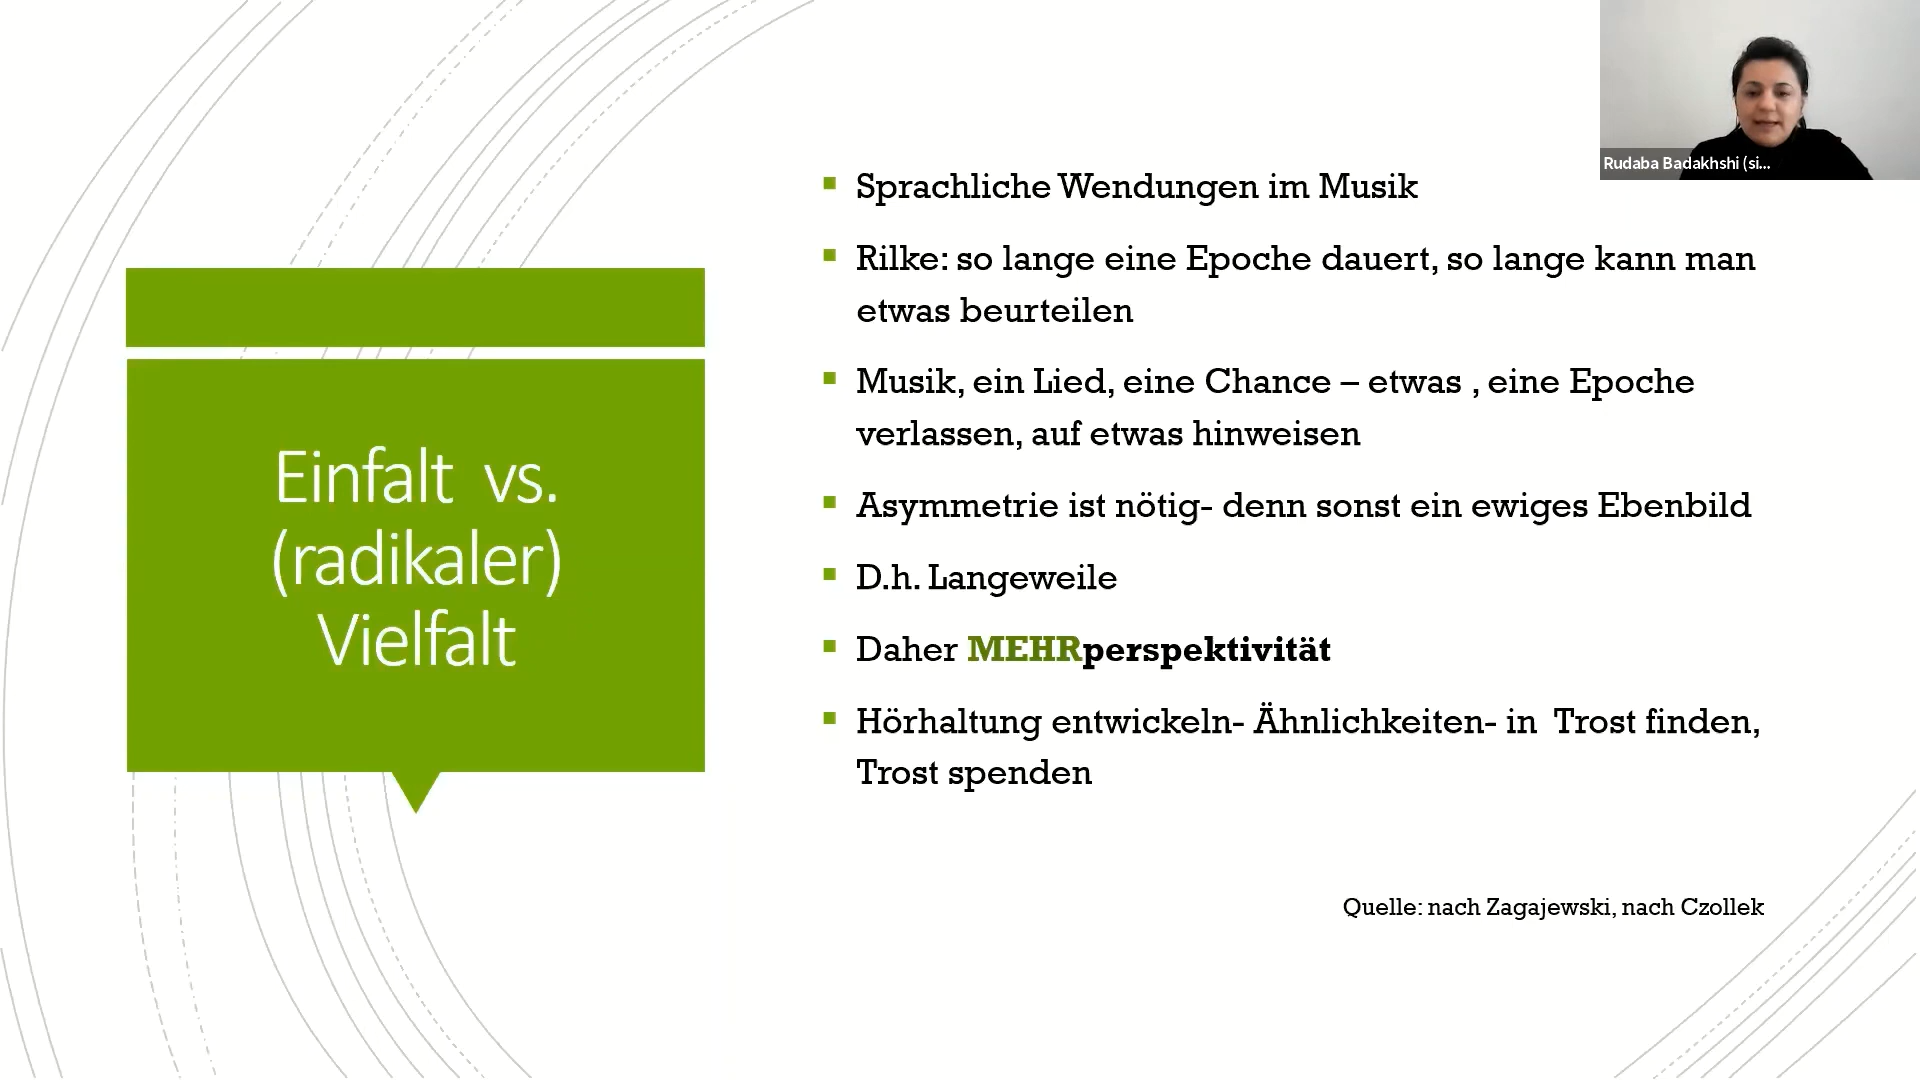 Einfalt vs.
(radikaler)
Vielfalt
Sprachliche Wendungen im Musik
Rilke: so lange eine Epoche dauert, so lange kann man
etwas beurteilen
Musik, ein Lied, eine Chance – etwas , eine Epoche
verlassen, auf etwas hinweisen
Asymmetrie ist nötig- denn sonst ein ewiges Ebenbild
D.h. Langeweile
Daher MEHRperspektivität
Hörhaltung entwickeln- Ähnlichkeiten- in Trost finden,
Trost spenden
Quelle: nach Zagajewski, nach Czollek
Rudaba Badakhshi (si...